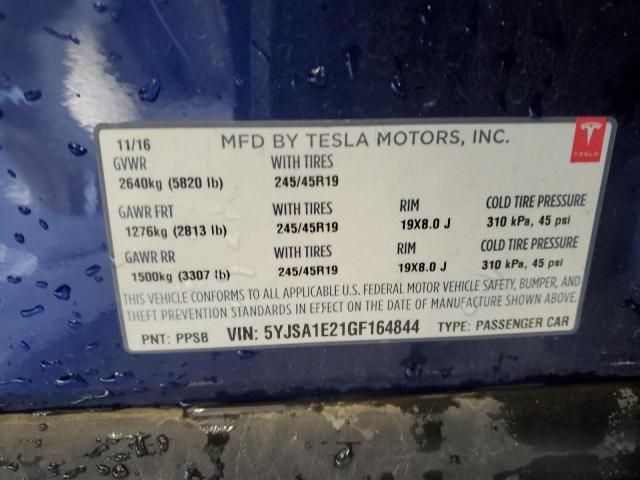 11/16 MFD BY TESLA MOTORS, INC.
TESLA
GVWR WITH TIRES
2640kg (5820 lb) 245/45R19
GAWR FRT WITH TIRES RIM COLD TIRE PRESSURE
1276kg (2813 lb) 245/45R19 19X8.0 J 310 kPa, 45 psi
GAWR RR WITH TIRES RIM COLD TIRE PRESSURE
1500kg (3307 lb) 245/45R19 19X8.0 J 310 kPa, 45 psi
THIS VEHICLE CONFORMS TO ALL APPLICABLE U.S. FEDERAL MOTOR VEHICLE SAFETY, BUMPER, AND
THEFT PREVENTION STANDARDS IN EFFECT ON THE DATE OF MANUFACTURE SHOWN ABOVE.
PNT: PPSB VIN: 5YJSA1E21GF164844 TYPE: PASSENGER CAR